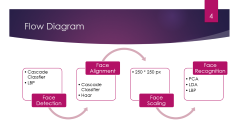 4
Flow Diagram
• Cascade
Classifier
• LBP
Face
Detection
Face
Alignment
• Cascade
Classifier
• Haar
• 250 * 250 px
Face
Scaling
Face
Recognition
• PCA
• LDA
• LBP